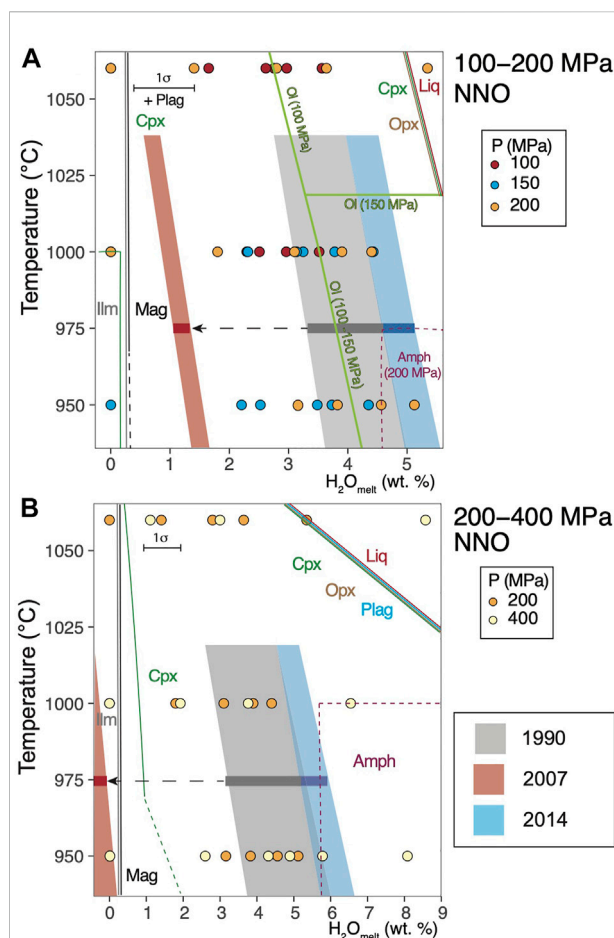 A
100–200 MPa
NNO
1050
1025
1000
975
950
Temperature (°C)
1σ
+ Plag
Cpx
Ol (100 MPa)
Cpx
Liq
Opx
Ol (150 MPa)
Ilm
Mag
Ol (100–150 MPa)
Amph
(200 MPa)
0 1 2 3 4 5
H₂Omelt (wt. %)
P (MPa)
100
150
200
B
200–400 MPa
NNO
1050
1025
1000
975
950
Temperature (°C)
1σ
Cpx
Liq
Opx
Plag
Cpx
Ilm
Amph
Mag
0 1 2 3 4 5 6 7 8 9
H₂Omelt (wt. %)
P (MPa)
200
400
1990
2007
2014